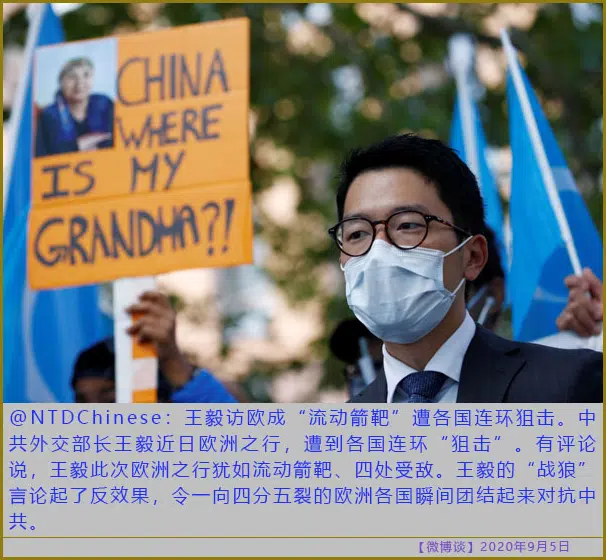 CHINA
WHERE
IS MY
GRANDMA?!
@NTDChinese：王毅访欧成“流动箭靶”遭各国连环狙击。中
共外交部长王毅近日欧洲之行，遭到各国连环“狙击“。有评论
说，王毅此次欧洲之行犹如流动箭靶、四处受敌。王毅的“战狼”
言论起了反效果，令一向四分五裂的欧洲各国瞬间团结起来对抗中
共。
【微博谈】2020年9月5日